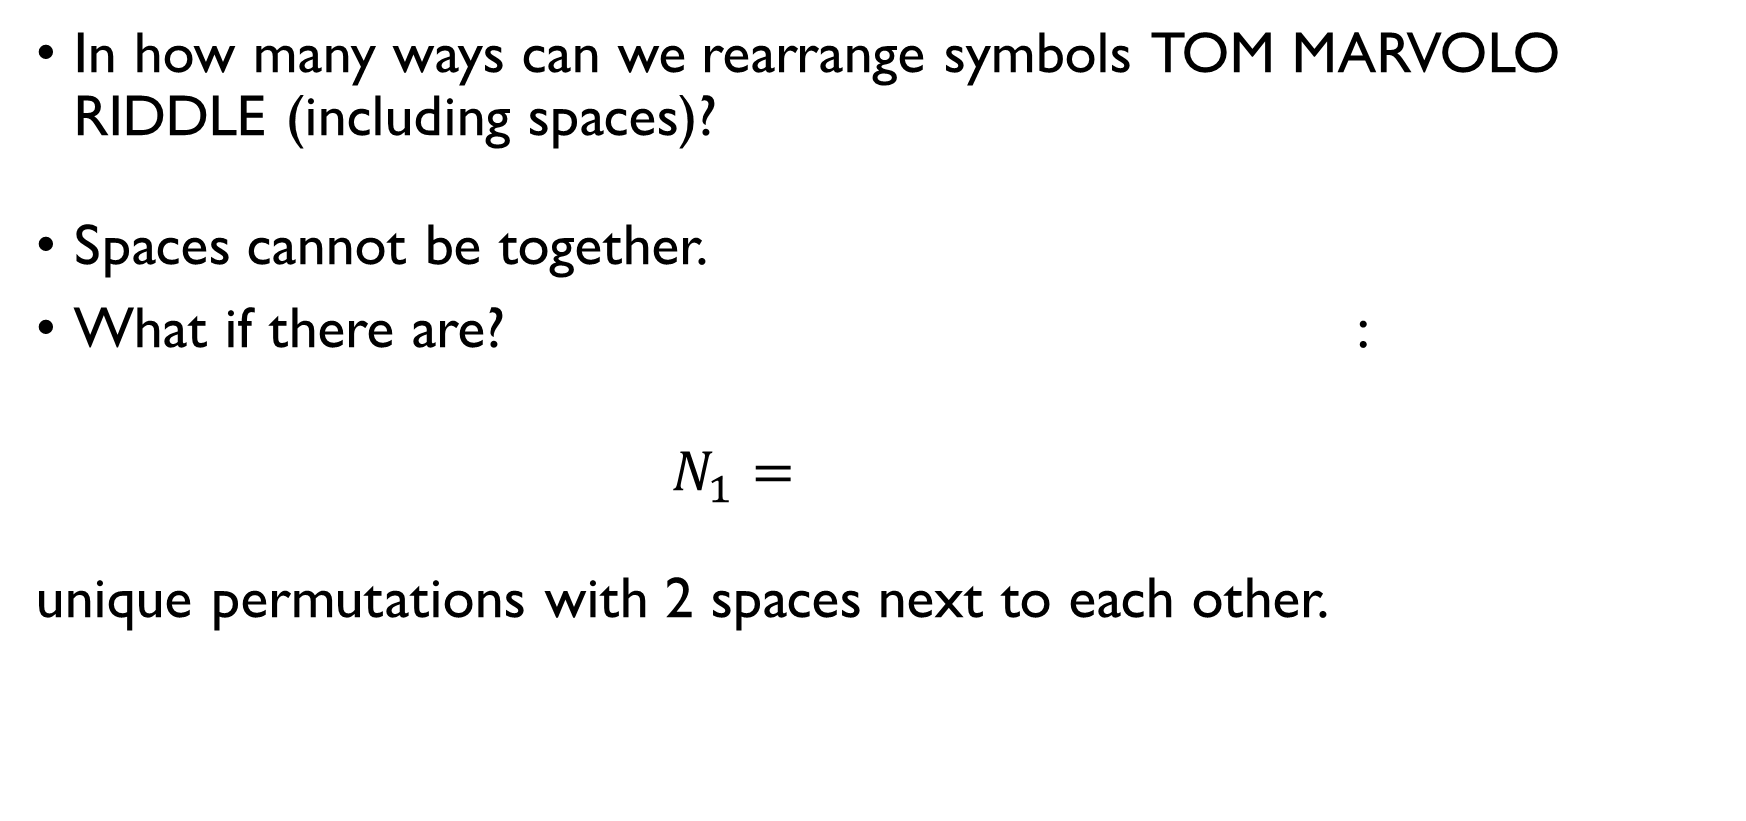 • In how many ways can we rearrange symbols TOM MARVOLO
RIDDLE (including spaces)?
• Spaces cannot be together.
• What if there are? :
N₁ =
unique permutations with 2 spaces next to each other.